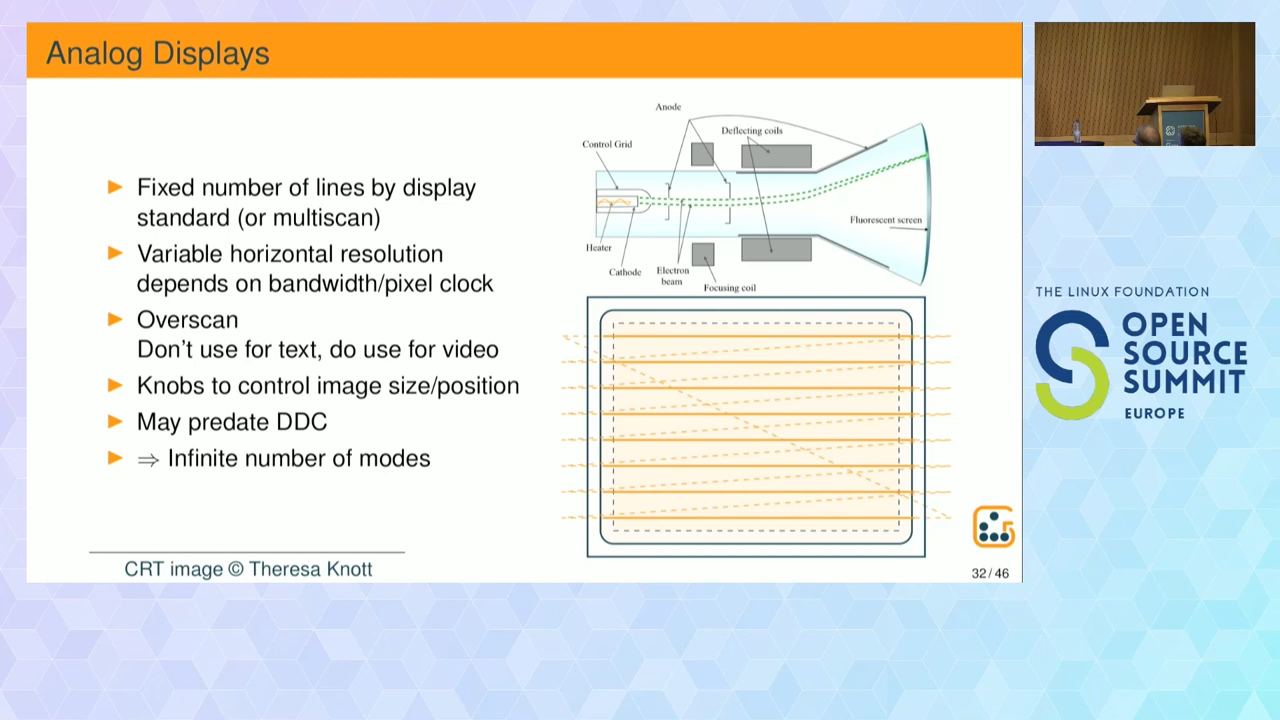 Analog Displays
Fixed number of lines by display
standard (or multiscan)
Variable horizontal resolution
depends on bandwidth/pixel clock
Overscan
Don't use for text, do use for video
Knobs to control image size/position
May predate DDC
⇒ Infinite number of modes
CRT image © Theresa Knott
Anode
Deflecting coils
Control Grid
Fluorescent screen
Heater
Cathode
Electron
beam
Focusing coil
32 / 46
THE LINUX FOUNDATION
OPEN
SOURCE
SUMMIT
EUROPE